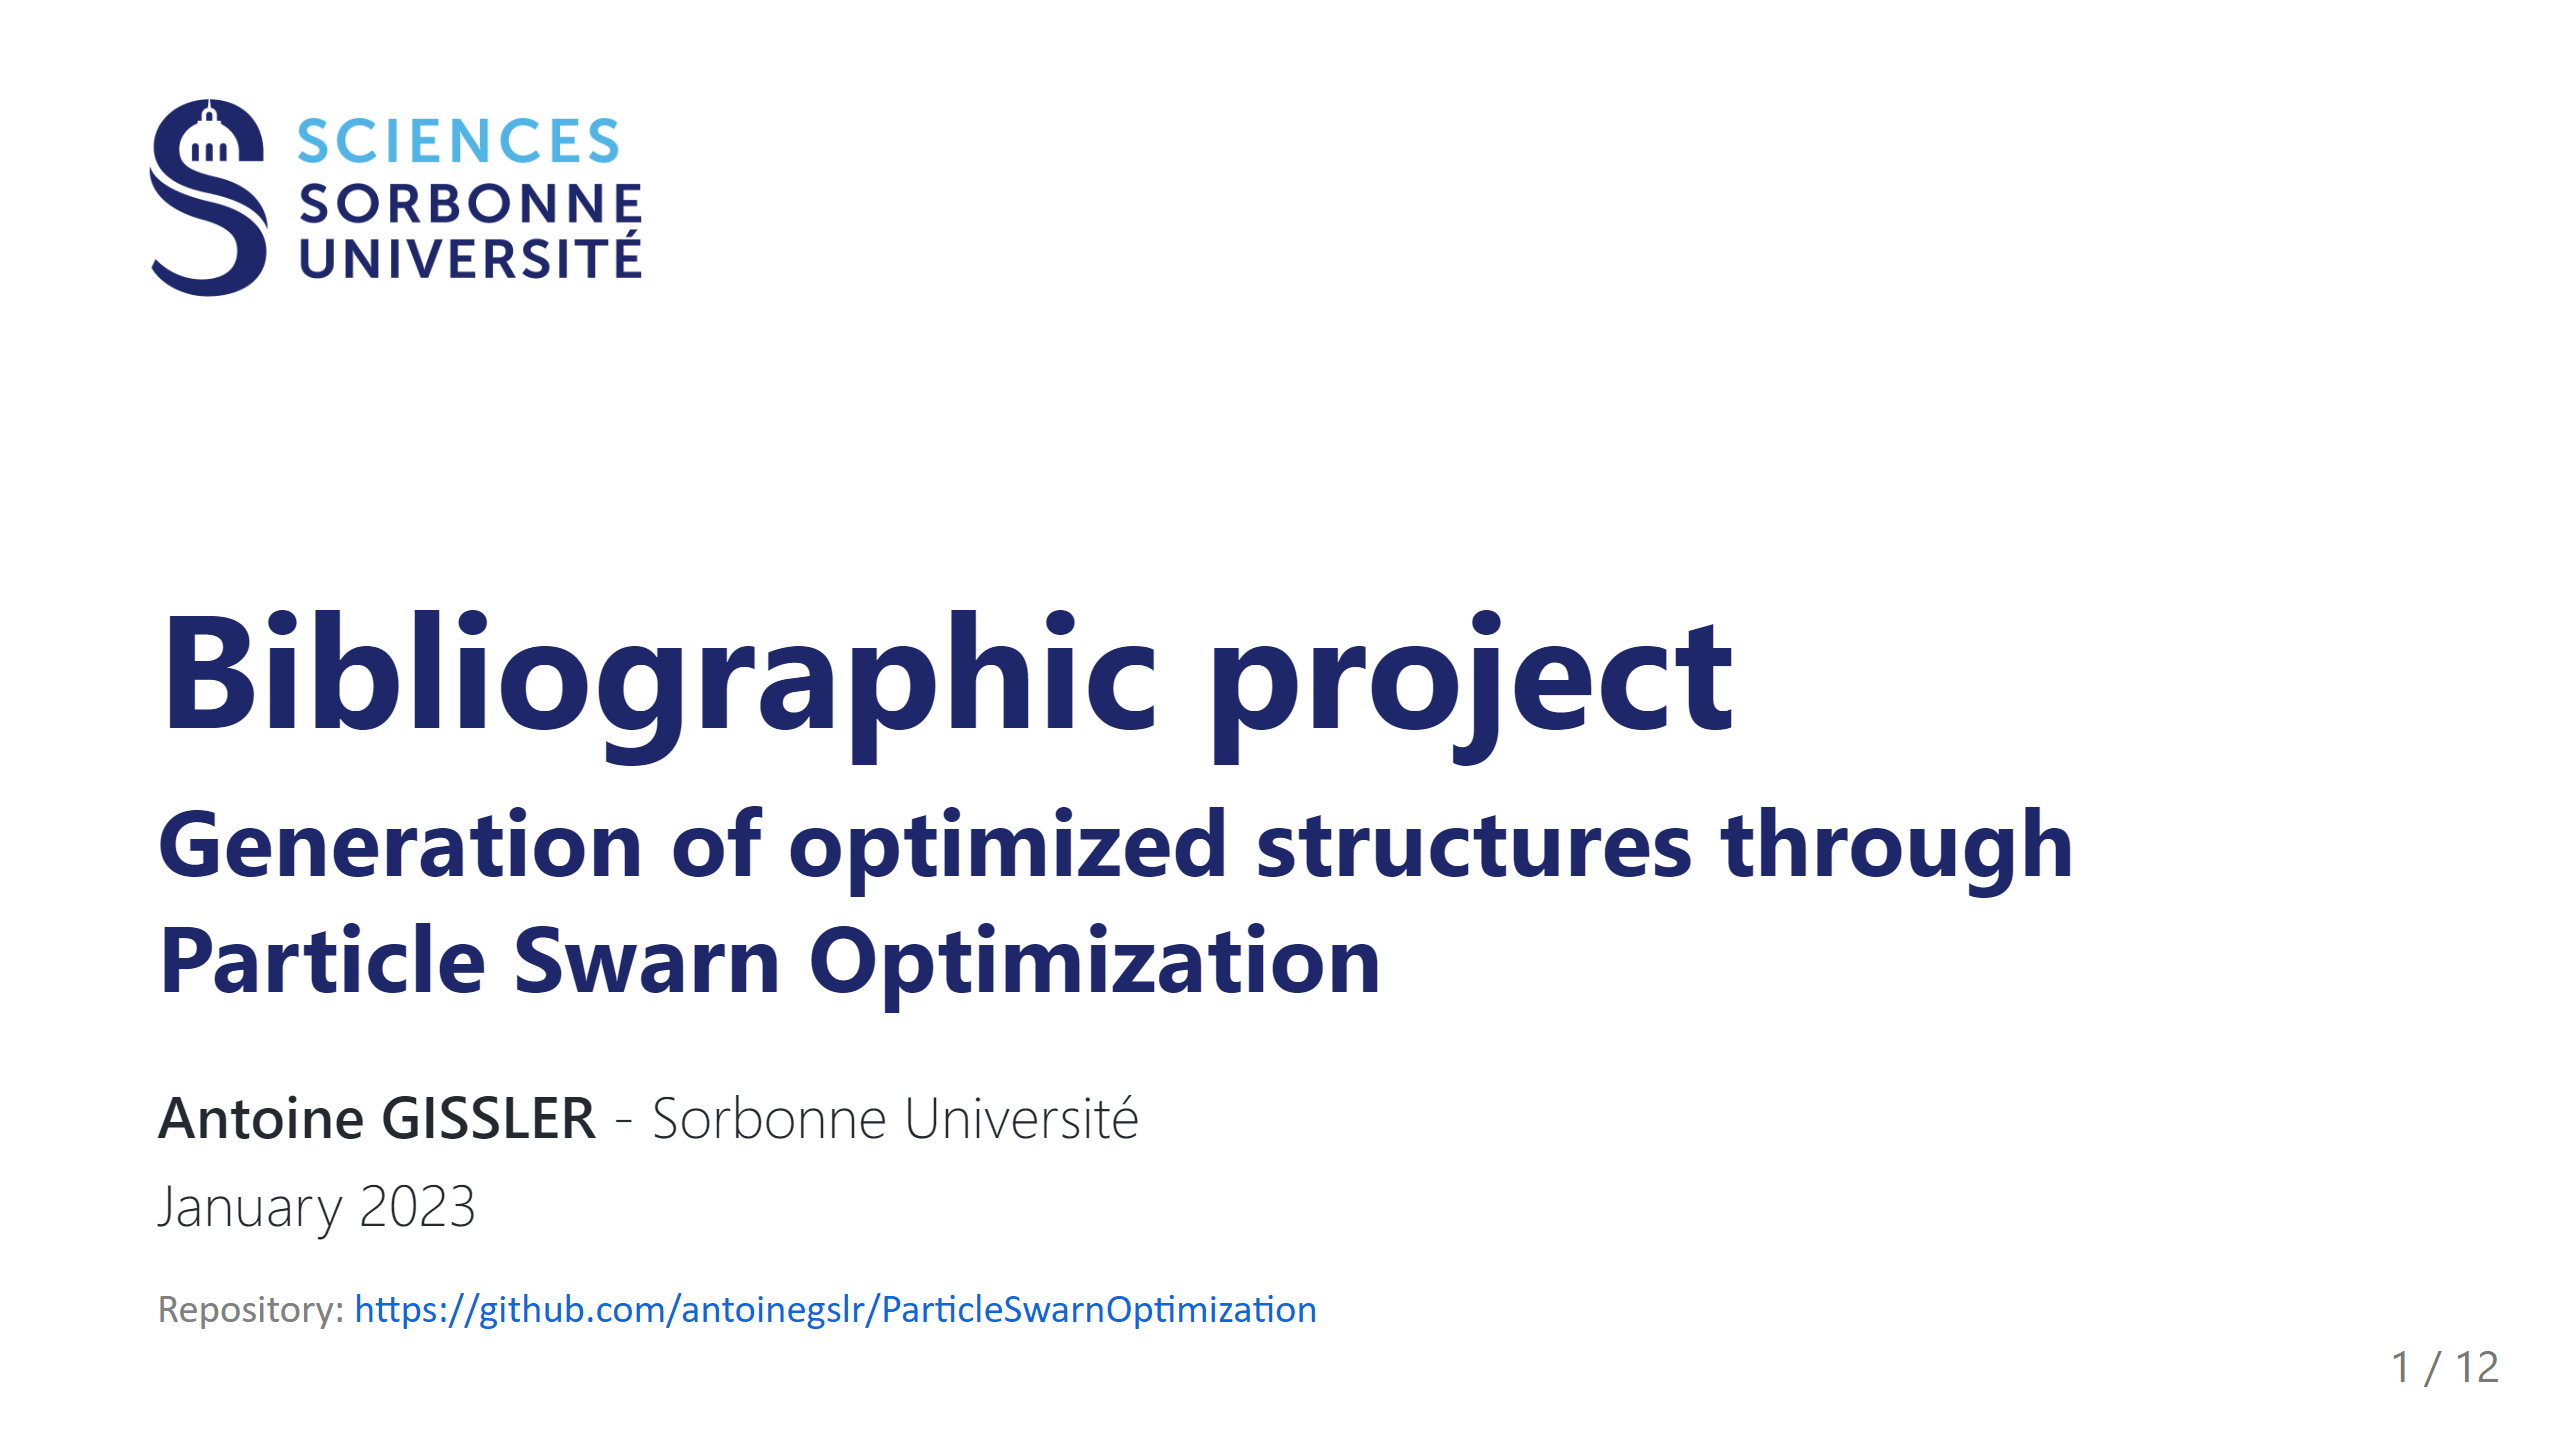 SCIENCES
SORBONNE
UNIVERSITÉ
Bibliographic project
Generation of optimized structures through
Particle Swarn Optimization
Antoine GISSLER - Sorbonne Université
January 2023
Repository: https://github.com/antoinegslr/ParticleSwarnOptimization
1 / 12